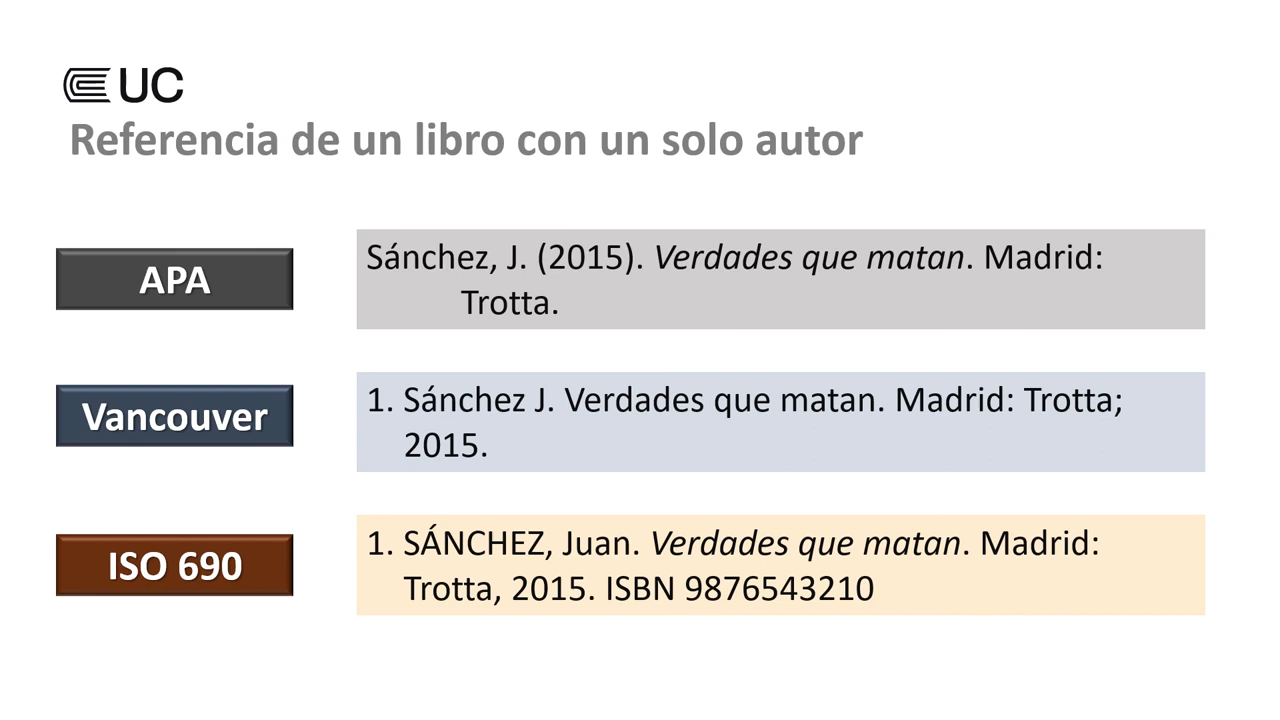 UC
Referencia de un libro con un solo autor
APA
Sánchez, J. (2015). Verdades que matan. Madrid:
Trotta.
Vancouver
1. Sánchez J. Verdades que matan. Madrid: Trotta;
2015.
ISO 690
1. SÁNCHEZ, Juan. Verdades que matan. Madrid:
Trotta, 2015. ISBN 9876543210